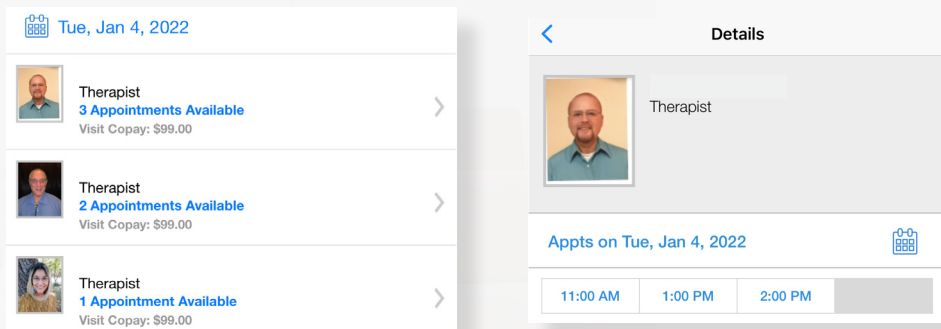 Tue, Jan 4, 2022
Therapist
3 Appointments Available
Visit Copay: $99.00
Therapist
2 Appointments Available
Visit Copay: $99.00
Therapist
1 Appointment Available
Visit Copay: $99.00
Details
Therapist
Appts on Tue, Jan 4, 2022
11:00 AM 1:00 PM 2:00 PM